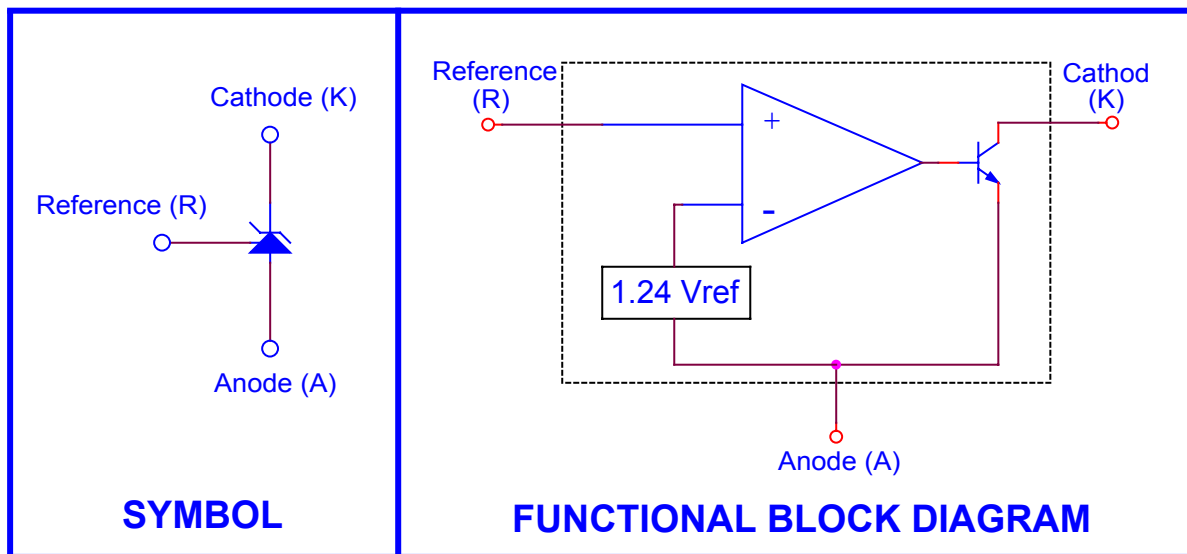 Cathode (K)
Reference (R)
Anode (A)
SYMBOL
Reference
(R)
Cathod
(K)
+
-
1.24 Vref
Anode (A)
FUNCTIONAL BLOCK DIAGRAM